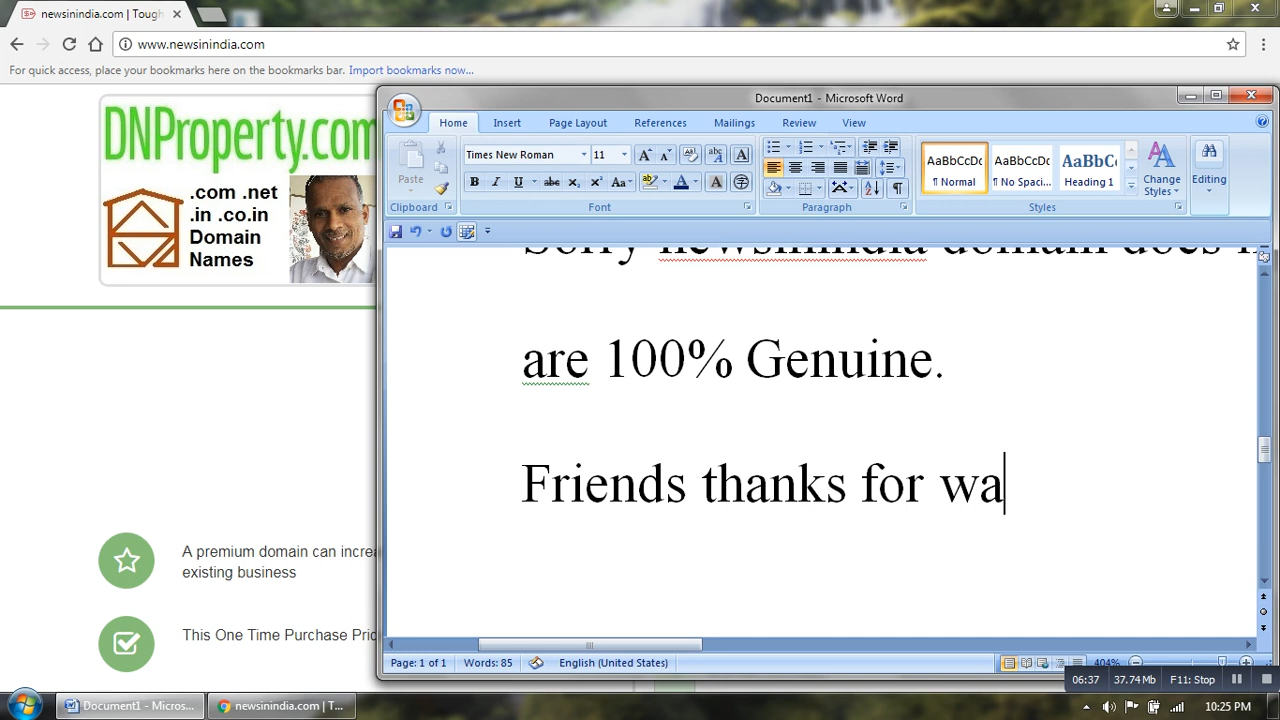 newsinindia.com | Tough
www.newsinindia.com
For quick access, place your bookmarks here on the bookmarks bar. Import bookmarks now...
DNProperty.com
.com .net
.in .co.in
Domain
Names
A premium domain can increa
existing business
This One Time Purchase Pric
Document1 - Microsoft Word
Home Insert Page Layout References Mailings Review View
Paste
Times New Roman 11
AaBbCcDc AaBbCcDc AaBbC
¶ Normal ¶ No Spaci... Heading 1
Change
Styles
Editing
Clipboard Font Paragraph Styles
Sorry newsinindia domain does
are 100% Genuine.
Friends thanks for wa
Page: 1 of 1 Words: 85 English (United States) 404%
06:37 37.74 Mb F11: Stop
Document1 - Micros... newsinindia.com | T... 10:25 PM